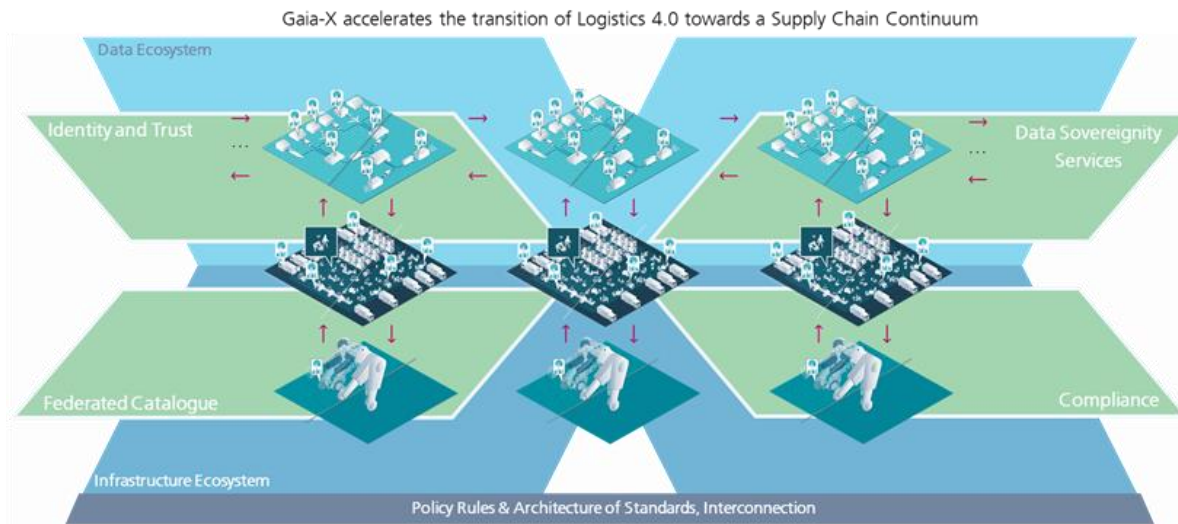 Gaia-X accelerates the transition of Logistics 4.0 towards a Supply Chain Continuum
Data Ecosystem
Identity and Trust
Data Sovereignity
Services
...
...
Federated Catalogue
Compliance
Infrastructure Ecosystem
Policy Rules & Architecture of Standards, Interconnection